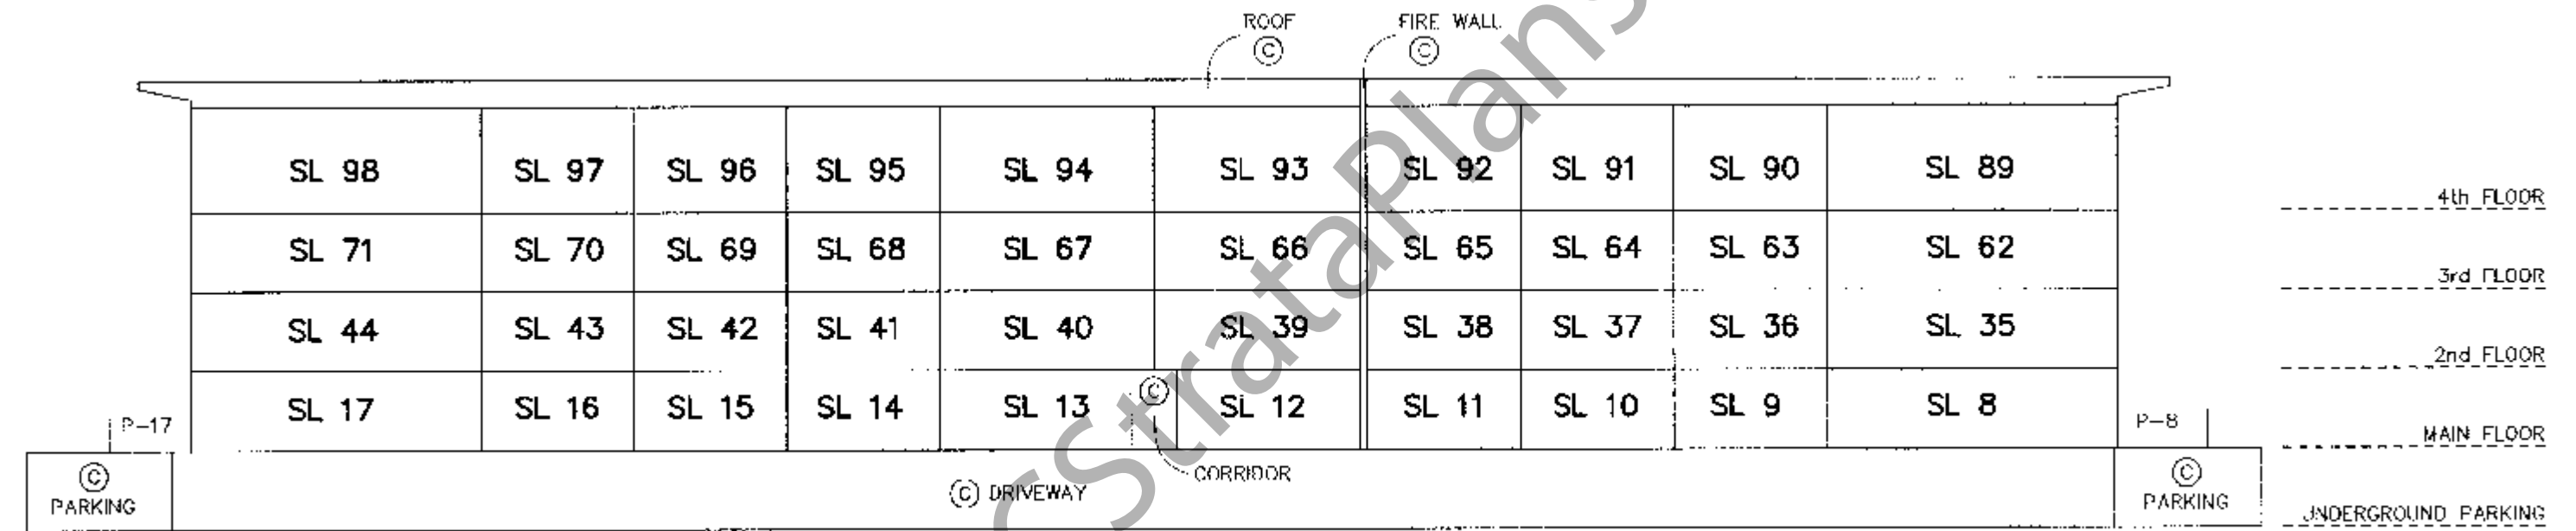 ROOF FIRE WALL
© ©
SL 98 SL 97 SL 96 SL 95 SL 94 SL 93 SL 92 SL 91 SL 90 SL 89
4th FLOOR
SL 71 SL 70 SL 69 SL 68 SL 67 SL 66 SL 65 SL 64 SL 63 SL 62
3rd FLOOR
SL 44 SL 43 SL 42 SL 41 SL 40 SL 39 SL 38 SL 37 SL 36 SL 35
2nd FLOOR
©
P-17 SL 17 SL 16 SL 15 SL 14 SL 13 SL 12 SL 11 SL 10 SL 9 SL 8 P-8
MAIN FLOOR
© CORRIDOR ©
PARKING © DRIVEWAY PARKING
UNDERGROUND PARKING
CStrataPlans